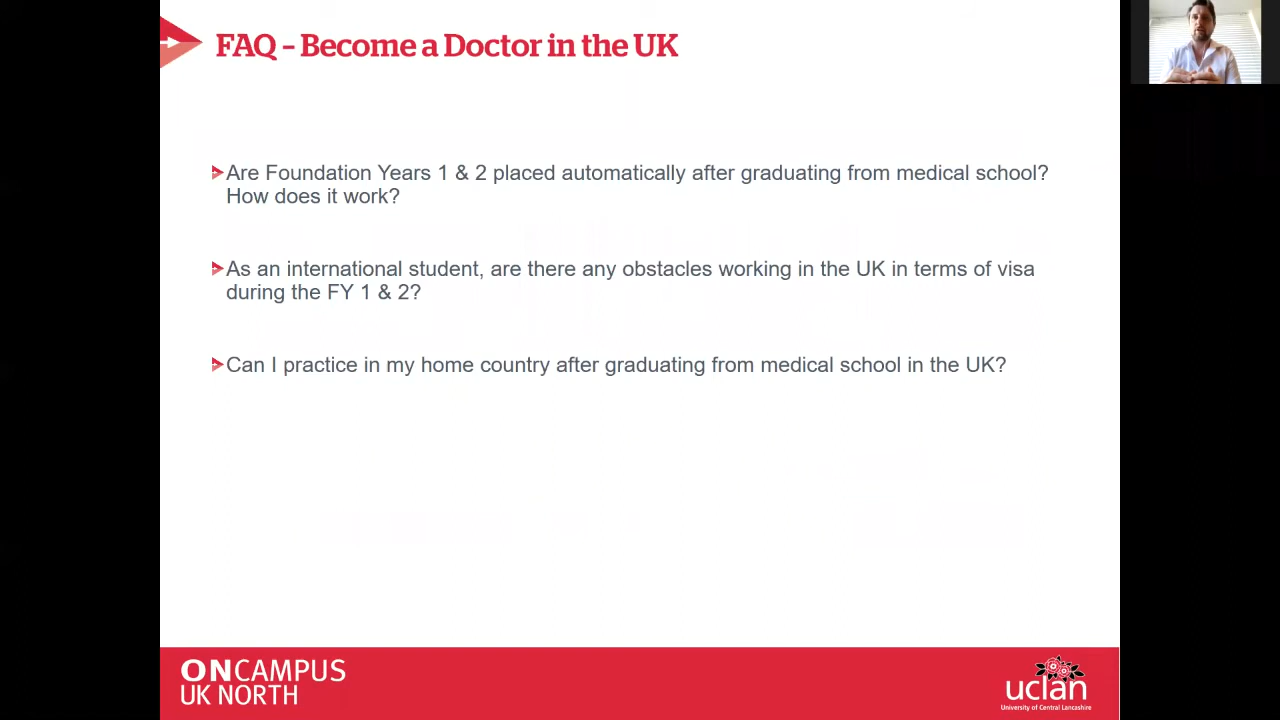 FAQ – Become a Doctor in the UK
Are Foundation Years 1 & 2 placed automatically after graduating from medical school?
How does it work?
As an international student, are there any obstacles working in the UK in terms of visa
during the FY 1 & 2?
Can I practice in my home country after graduating from medical school in the UK?
ONCAMPUS
UK NORTH
uclan
University of Central Lancashire